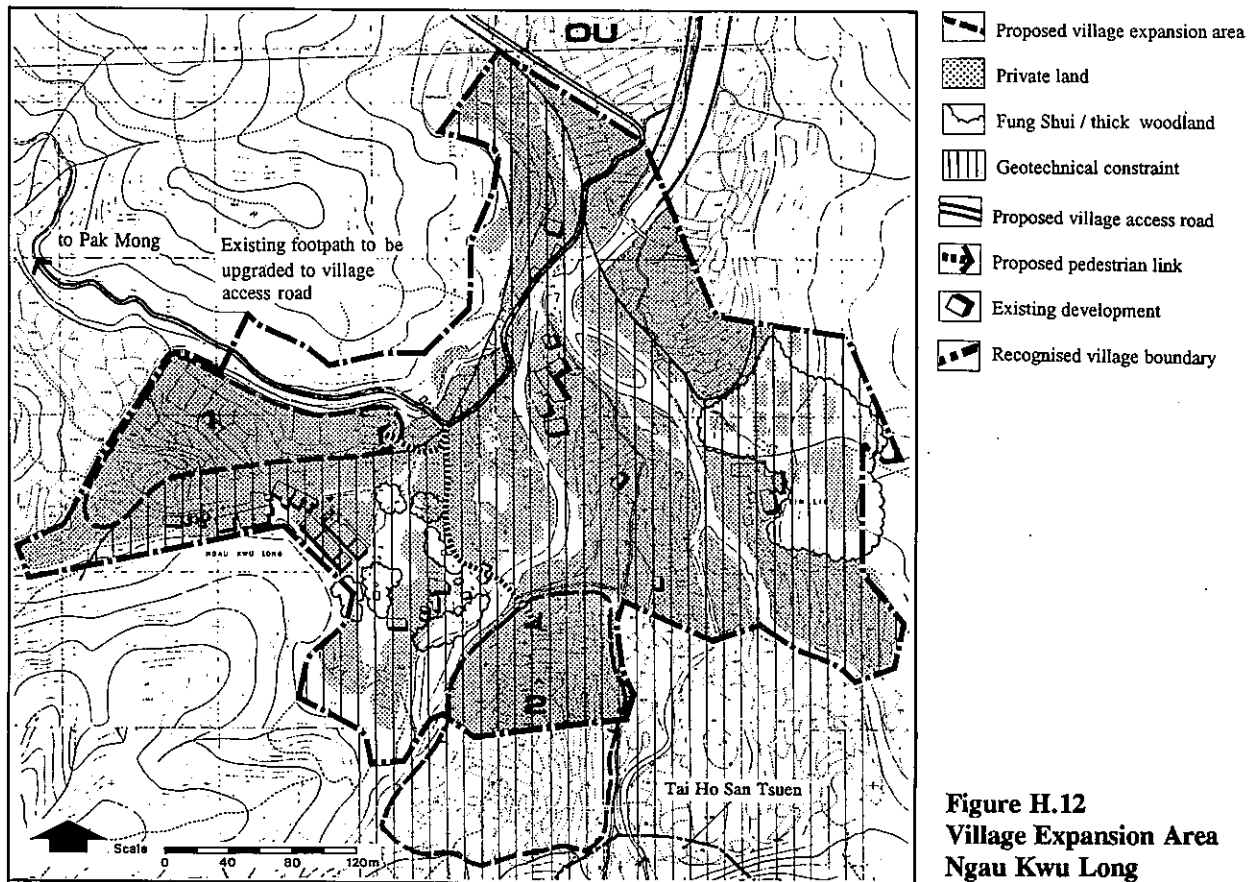 OU
to Pak Mong
Existing footpath to be
upgraded to village
access road
NGAU KWU LONG
Tai Ho San Tsuen
Scale 0 40 80 120m
Proposed village expansion area
Private land
Fung Shui / thick woodland
Geotechnical constraint
Proposed village access road
Proposed pedestrian link
Existing development
Recognised village boundary
Figure H.12
Village Expansion Area
Ngau Kwu Long